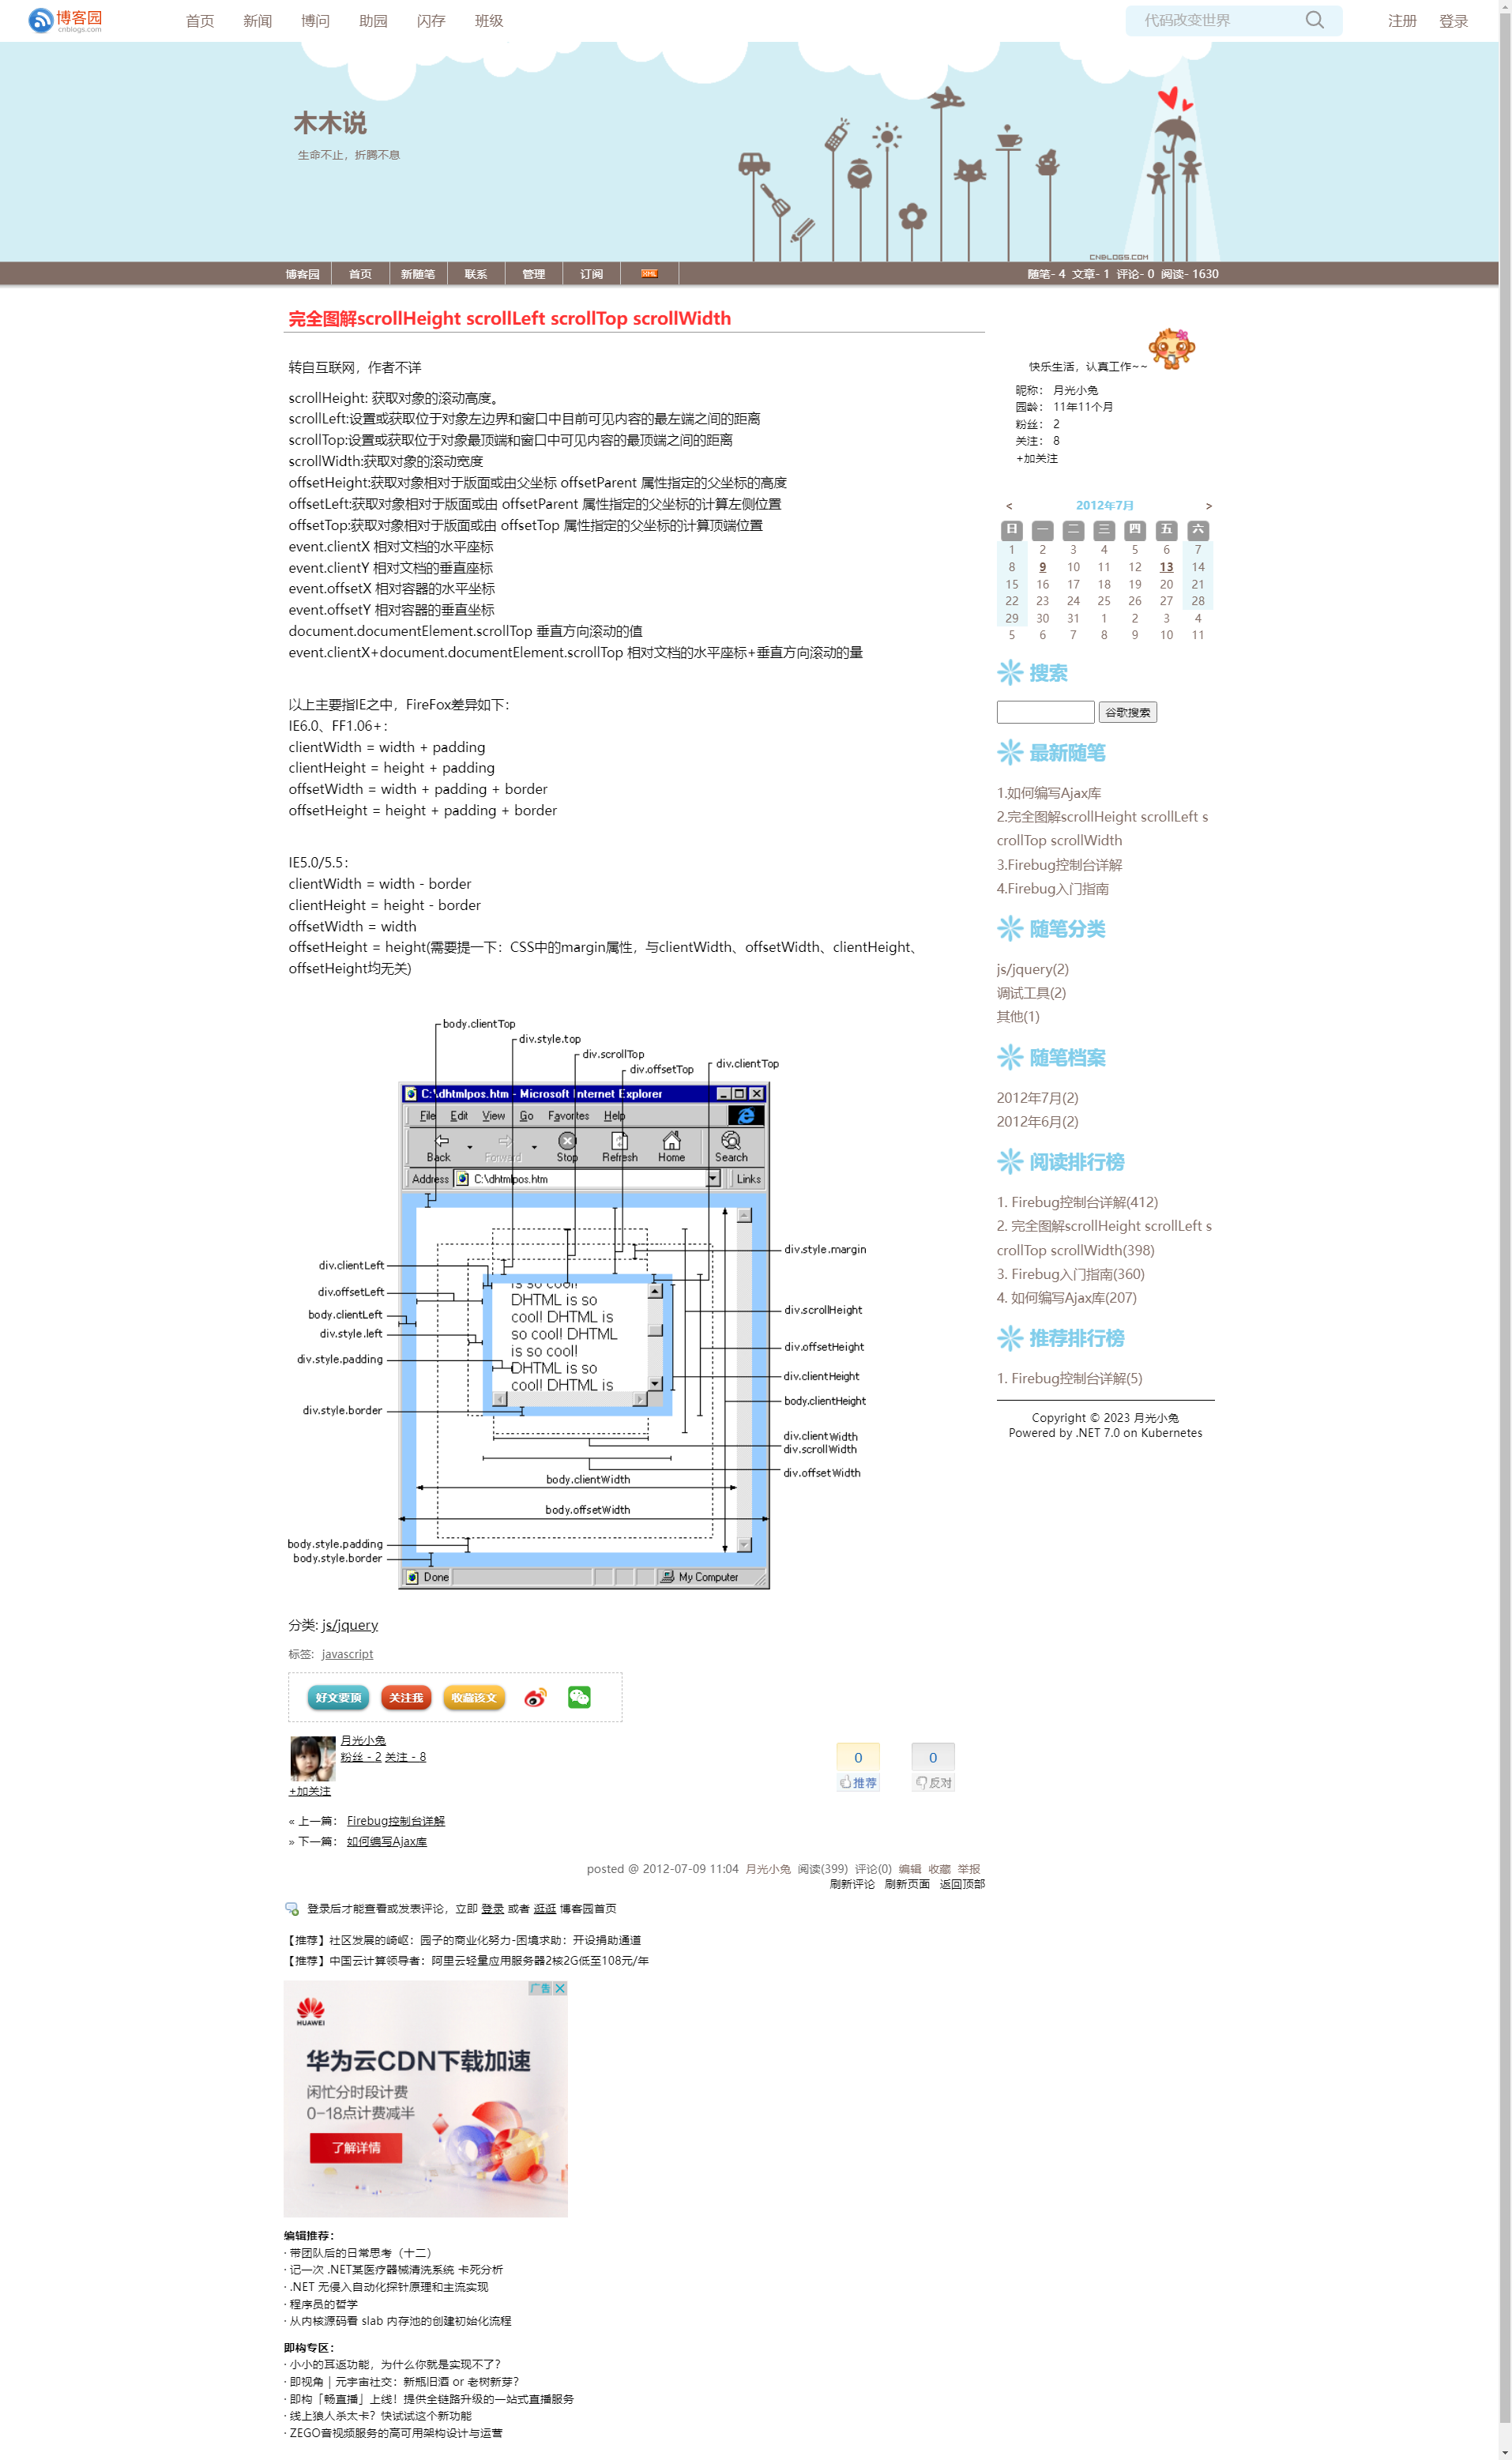 博客园
cnblogs.com
首页 新闻 博问 助园 闪存 班级
代码改变世界
注册 登录
木木说
生命不止，折腾不息
CNBLOGS.COM
博客园 首页 新随笔 联系 管理 订阅 XML
随笔- 4 文章- 1 评论- 0 阅读- 1630
完全图解scrollHeight scrollLeft scrollTop scrollWidth
转自互联网，作者不详
scrollHeight: 获取对象的滚动高度。
scrollLeft:设置或获取位于对象左边界和窗口中目前可见内容的最左端之间的距离
scrollTop:设置或获取位于对象最顶端和窗口中可见内容的最顶端之间的距离
scrollWidth:获取对象的滚动宽度
offsetHeight:获取对象相对于版面或由父坐标 offsetParent 属性指定的父坐标的高度
offsetLeft:获取对象相对于版面或由 offsetParent 属性指定的父坐标的计算左侧位置
offsetTop:获取对象相对于版面或由 offsetTop 属性指定的父坐标的计算顶端位置
event.clientX 相对文档的水平座标
event.clientY 相对文档的垂直座标
event.offsetX 相对容器的水平坐标
event.offsetY 相对容器的垂直坐标
document.documentElement.scrollTop 垂直方向滚动的值
event.clientX+document.documentElement.scrollTop 相对文档的水平座标+垂直方向滚动的量
以上主要指IE之中，FireFox差异如下：
IE6.0、FF1.06+：
clientWidth = width + padding
clientHeight = height + padding
offsetWidth = width + padding + border
offsetHeight = height + padding + border
IE5.0/5.5：
clientWidth = width - border
clientHeight = height - border
offsetWidth = width
offsetHeight = height(需要提一下：CSS中的margin属性，与clientWidth、offsetWidth、clientHeight、
offsetHeight均无关)
body.clientTop
div.style.top
div.scrollTop
div.offsetTop
div.clientTop
C:\dhtmlpos.htm - Microsoft Internet Explorer
File Edit View Go Favorites Help
Back Forward Stop Refresh Home Search
Address C:\dhtmlpos.htm Links
div.style.margin
div.clientLeft
div.offsetLeft
body.clientLeft
div.style.left
div.style.padding
div.style.border
is so cool!
DHTML is so
cool! DHTML is
so cool! DHTML
is so cool!
DHTML is so
cool! DHTML is
div.scrollHeight
div.offsetHeight
div.clientHeight
body.clientHeight
div.clientWidth
div.scrollWidth
div.offsetWidth
body.clientWidth
body.offsetWidth
body.style.padding
body.style.border
Done
My Computer
分类: js/jquery
标签: javascript
好文要顶 关注我 收藏该文
月光小兔
粉丝 - 2 关注 - 8
+加关注
0 0
推荐 反对
« 上一篇： Firebug控制台详解
» 下一篇： 如何编写Ajax库
posted @ 2012-07-09 11:04 月光小兔 阅读(399) 评论(0) 编辑 收藏 举报
刷新评论 刷新页面 返回顶部
登录后才能查看或发表评论，立即 登录 或者 逛逛 博客园首页
【推荐】社区发展的崎岖：园子的商业化努力-困境求助：开设捐助通道
【推荐】中国云计算领导者：阿里云轻量应用服务器2核2G低至108元/年
广告
HUAWEI
华为云CDN下载加速
闲忙分时段计费
0-18点计费减半
了解详情
编辑推荐：
· 带团队后的日常思考（十二）
· 记一次 .NET某医疗器械清洗系统 卡死分析
· .NET 无侵入自动化探针原理和主流实现
· 程序员的哲学
· 从内核源码看 slab 内存池的创建初始化流程
即构专区：
· 小小的耳返功能，为什么你就是实现不了？
· 即视角｜元宇宙社交：新瓶旧酒 or 老树新芽？
· 即构「畅直播」上线！提供全链路升级的一站式直播服务
· 线上狼人杀太卡？快试试这个新功能
· ZEGO音视频服务的高可用架构设计与运营
快乐生活，认真工作~~
昵称： 月光小兔
园龄： 11年11个月
粉丝： 2
关注： 8
+加关注
< 2012年7月 >
日 一 二 三 四 五 六
1 2 3 4 5 6 7
8 9 10 11 12 13 14
15 16 17 18 19 20 21
22 23 24 25 26 27 28
29 30 31 1 2 3 4
5 6 7 8 9 10 11
搜索
谷歌搜索
最新随笔
1.如何编写Ajax库
2.完全图解scrollHeight scrollLeft s
crollTop scrollWidth
3.Firebug控制台详解
4.Firebug入门指南
随笔分类
js/jquery(2)
调试工具(2)
其他(1)
随笔档案
2012年7月(2)
2012年6月(2)
阅读排行榜
1. Firebug控制台详解(412)
2. 完全图解scrollHeight scrollLeft s
crollTop scrollWidth(398)
3. Firebug入门指南(360)
4. 如何编写Ajax库(207)
推荐排行榜
1. Firebug控制台详解(5)
Copyright © 2023 月光小兔
Powered by .NET 7.0 on Kubernetes